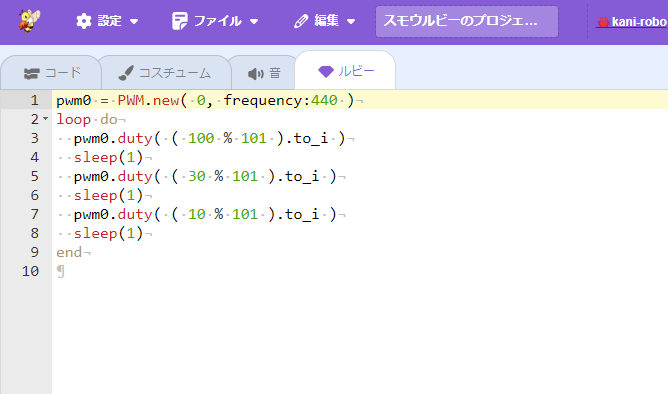 設定 ファイル 編集 スモウルビーのプロジェ... kani-robo
コード コスチューム 音 ルビー
1 pwm0 = PWM.new( 0, frequency:440 )
2 loop do
3 pwm0.duty( ( 100 % 101 ).to_i )
4 sleep(1)
5 pwm0.duty( ( 30 % 101 ).to_i )
6 sleep(1)
7 pwm0.duty( ( 10 % 101 ).to_i )
8 sleep(1)
9 end
10